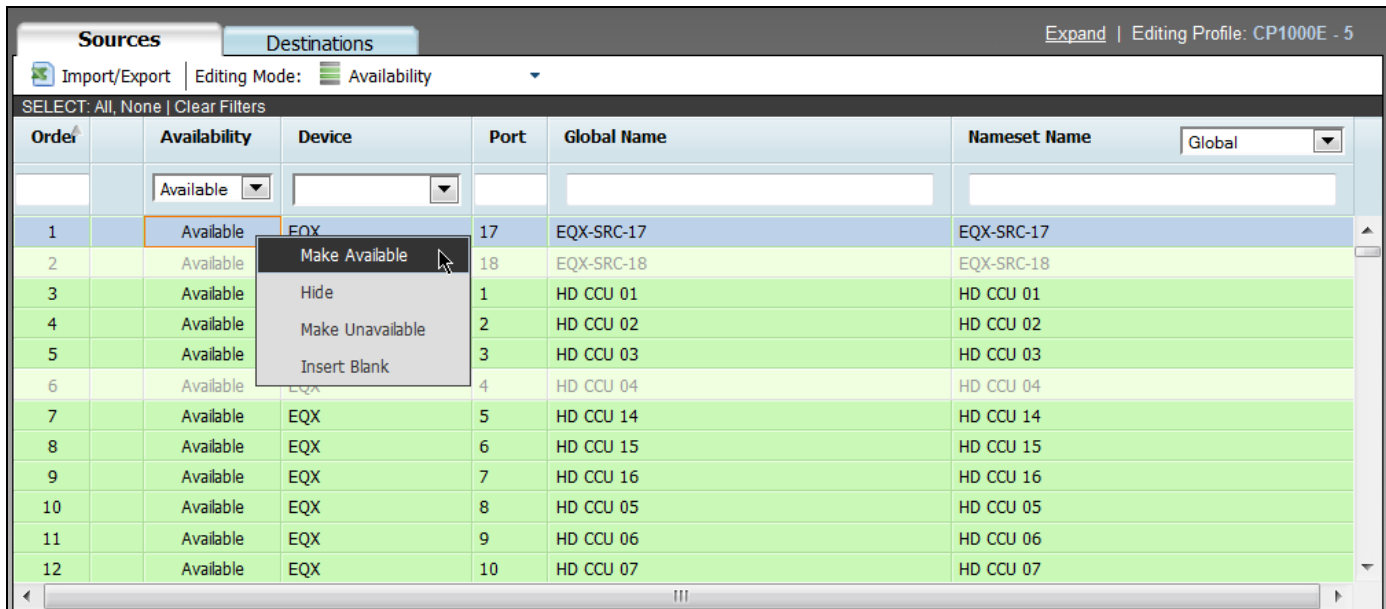 Sources Destinations Expand | Editing Profile: CP1000E - 5
Import/Export Editing Mode: Availability
SELECT: All, None | Clear Filters
Order Availability Device Port Global Name Nameset Name Global
Available
1 Available EQX 17 EQX-SRC-17 EQX-SRC-17
Make Available
2 Available 18 EQX-SRC-18 EQX-SRC-18
Hide
3 Available 1 HD CCU 01 HD CCU 01
4 Available Make Unavailable 2 HD CCU 02 HD CCU 02
5 Available 3 HD CCU 03 HD CCU 03
Insert Blank
6 Available EQX 4 HD CCU 04 HD CCU 04
7 Available EQX 5 HD CCU 14 HD CCU 14
8 Available EQX 6 HD CCU 15 HD CCU 15
9 Available EQX 7 HD CCU 16 HD CCU 16
10 Available EQX 8 HD CCU 05 HD CCU 05
11 Available EQX 9 HD CCU 06 HD CCU 06
12 Available EQX 10 HD CCU 07 HD CCU 07